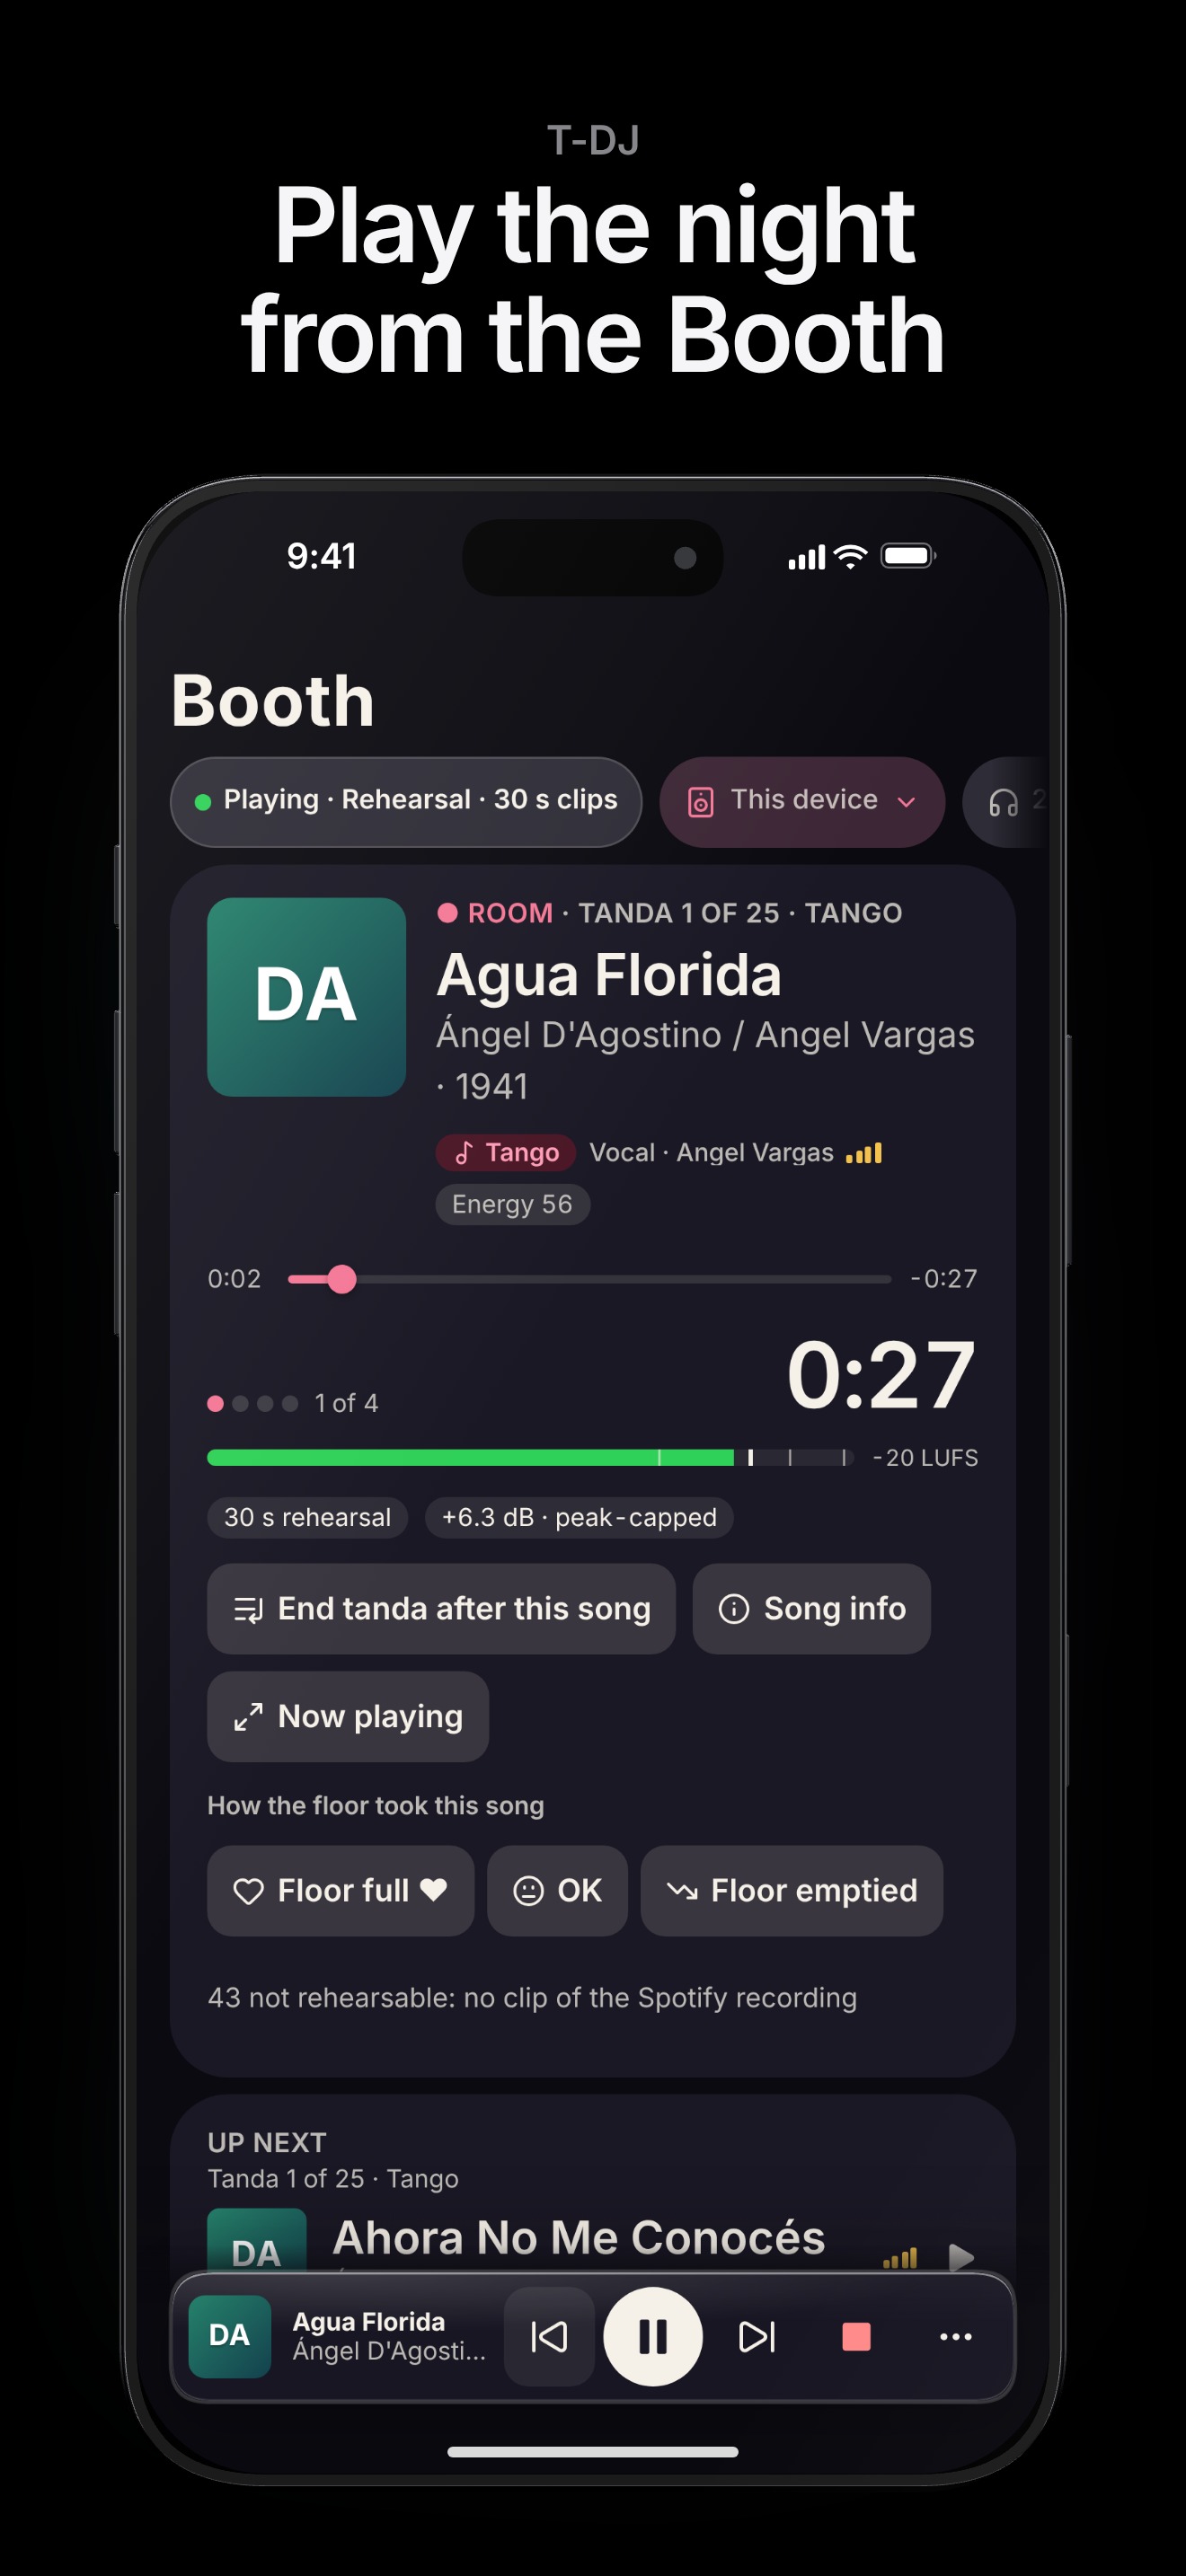 T-DJ
Play the night
from the Booth
9:41
Booth
Playing · Rehearsal · 30 s clips
This device
2
DA
ROOM · TANDA 1 OF 25 · TANGO
Agua Florida
Ángel D'Agostino / Angel Vargas
· 1941
Tango
Vocal · Angel Vargas
Energy 56
0:02
-0:27
0:27
1 of 4
-20 LUFS
30 s rehearsal
+6.3 dB · peak-capped
End tanda after this song
Song info
Now playing
How the floor took this song
Floor full ♥
OK
Floor emptied
43 not rehearsable: no clip of the Spotify recording
UP NEXT
Tanda 1 of 25 · Tango
DA
Ahora No Me Conocés
DA
Agua Florida
Ángel D'Agosti...